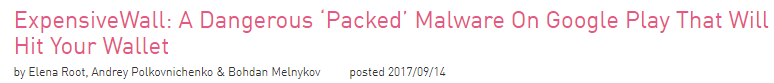 ExpensiveWall: A Dangerous ‘Packed’ Malware On Google Play That Will
Hit Your Wallet
by Elena Root, Andrey Polkovnichenko & Bohdan Melnykov posted 2017/09/14